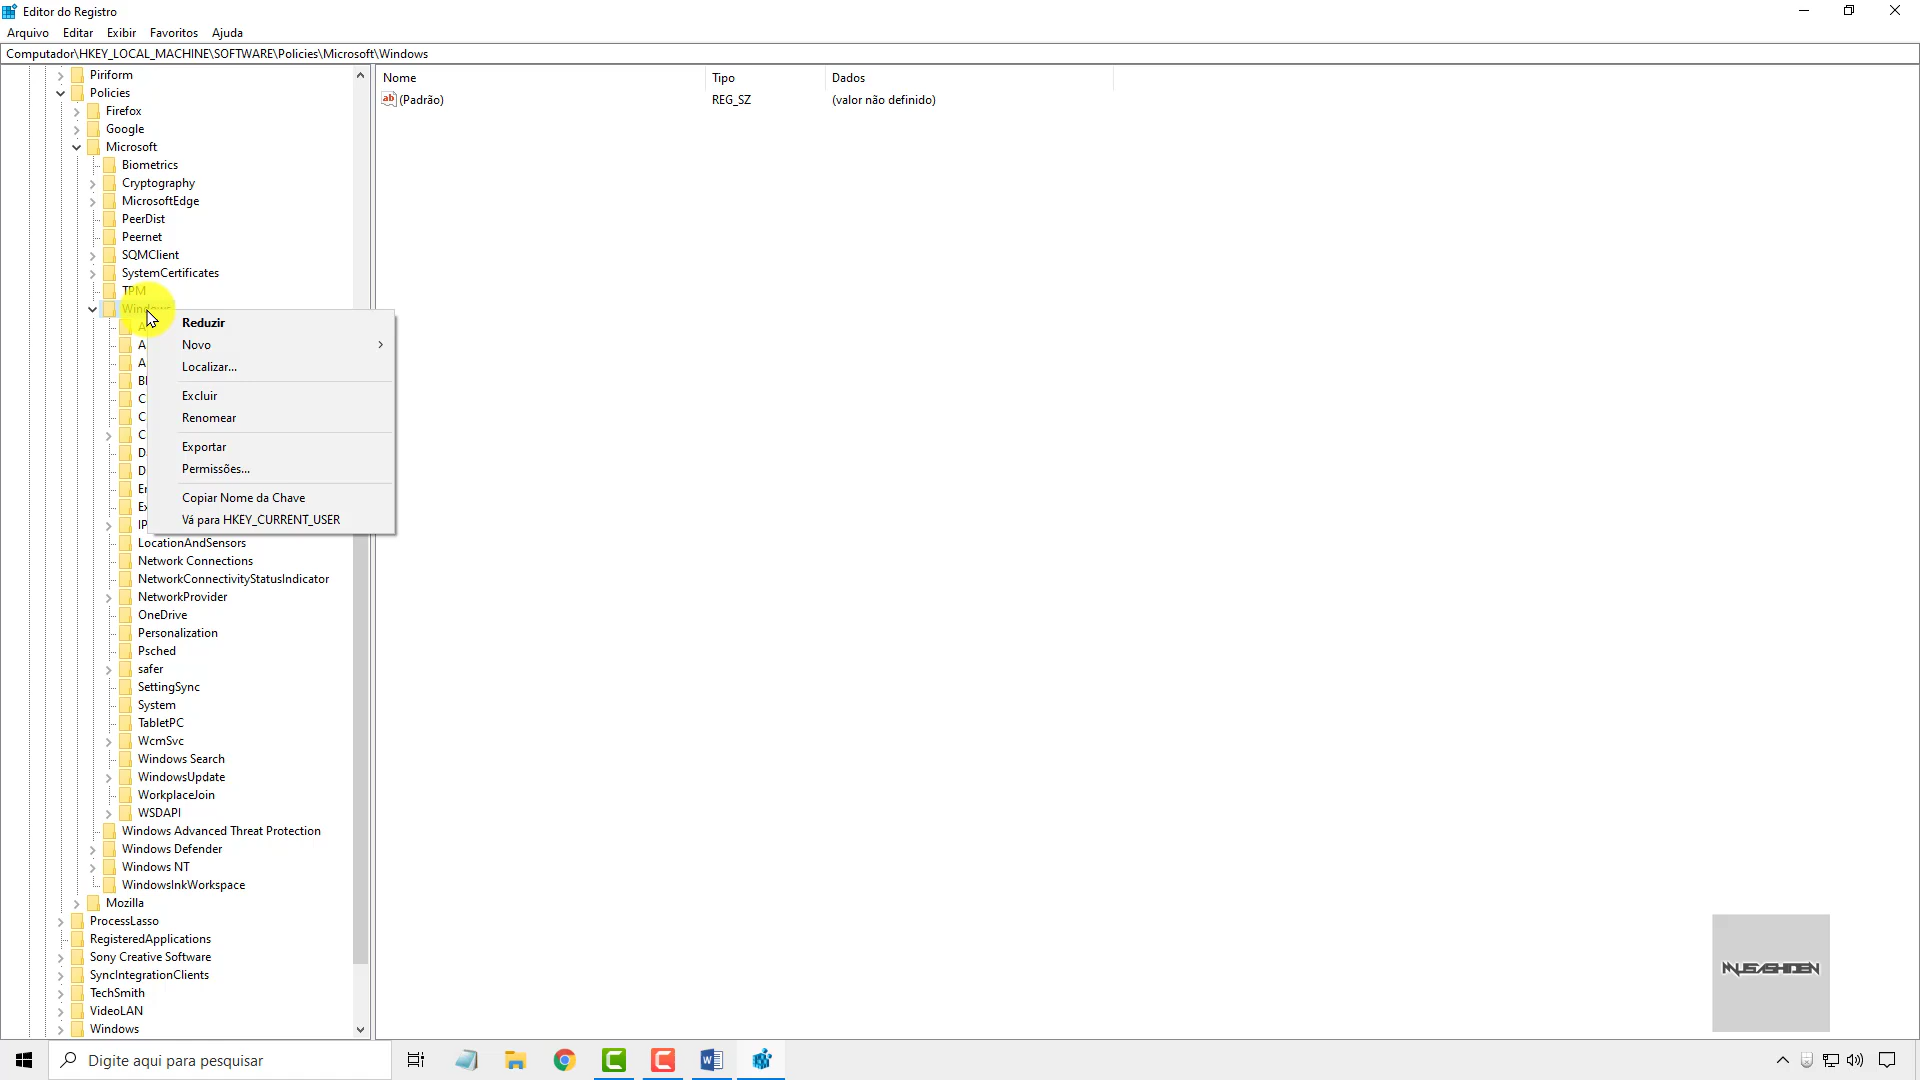 Editor do Registro
Arquivo Editar Exibir Favoritos Ajuda
Computador\HKEY_LOCAL_MACHINE\SOFTWARE\Policies\Microsoft\Windows
Nome Tipo Dados
(Padrão) REG_SZ (valor não definido)
Piriform
Policies
Firefox
Google
Microsoft
Biometrics
Cryptography
MicrosoftEdge
PeerDist
Peernet
SQMClient
SystemCertificates
TPM
Windows
Reduzir
Novo
Localizar...
Excluir
Renomear
Exportar
Permissões...
Copiar Nome da Chave
Vá para HKEY_CURRENT_USER
LocationAndSensors
Network Connections
NetworkConnectivityStatusIndicator
NetworkProvider
OneDrive
Personalization
Psched
safer
SettingSync
System
TabletPC
WcmSvc
Windows Search
WindowsUpdate
WorkplaceJoin
WSDAPI
Windows Advanced Threat Protection
Windows Defender
Windows NT
WindowsInkWorkspace
Mozilla
ProcessLasso
RegisteredApplications
Sony Creative Software
SyncIntegrationClients
TechSmith
VideoLAN
Windows
Digite aqui para pesquisar